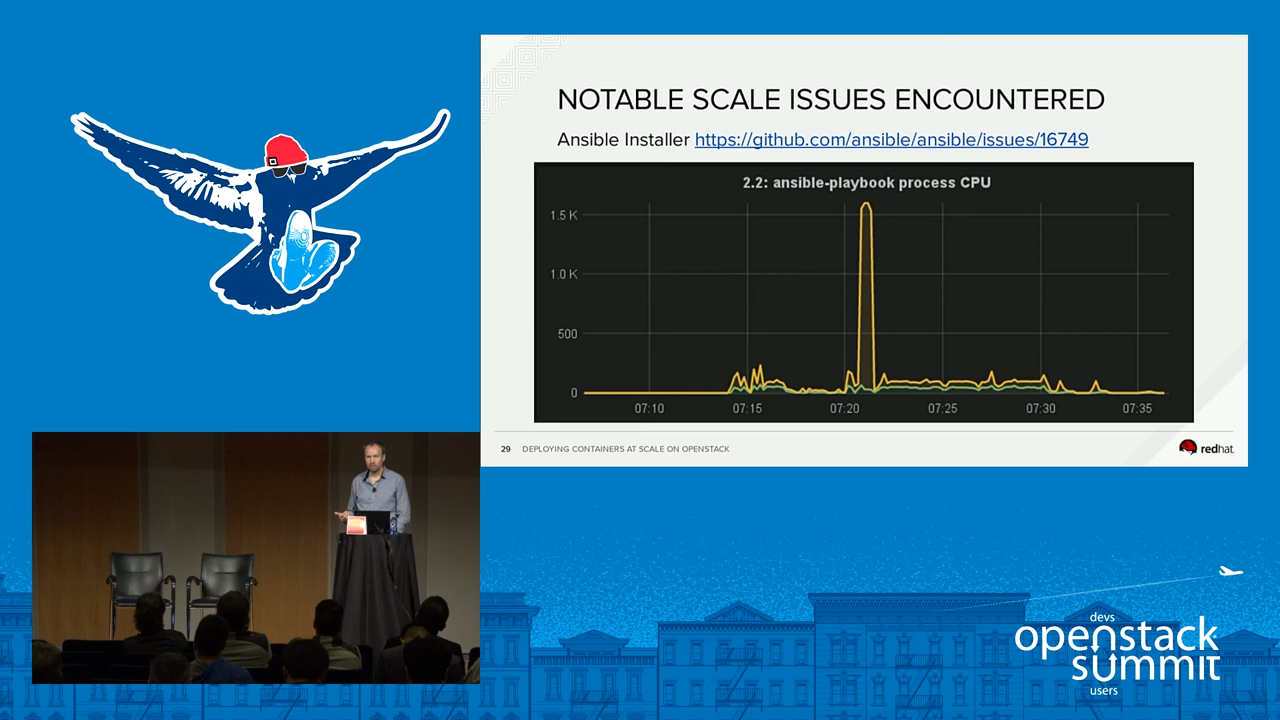 NOTABLE SCALE ISSUES ENCOUNTERED
Ansible Installer https://github.com/ansible/ansible/issues/16749
2.2: ansible-playbook process CPU
1.5 K
1.0 K
500
0
07:10 07:15 07:20 07:25 07:30 07:35
29 DEPLOYING CONTAINERS AT SCALE ON OPENSTACK
redhat
devs
openstack
summit
users